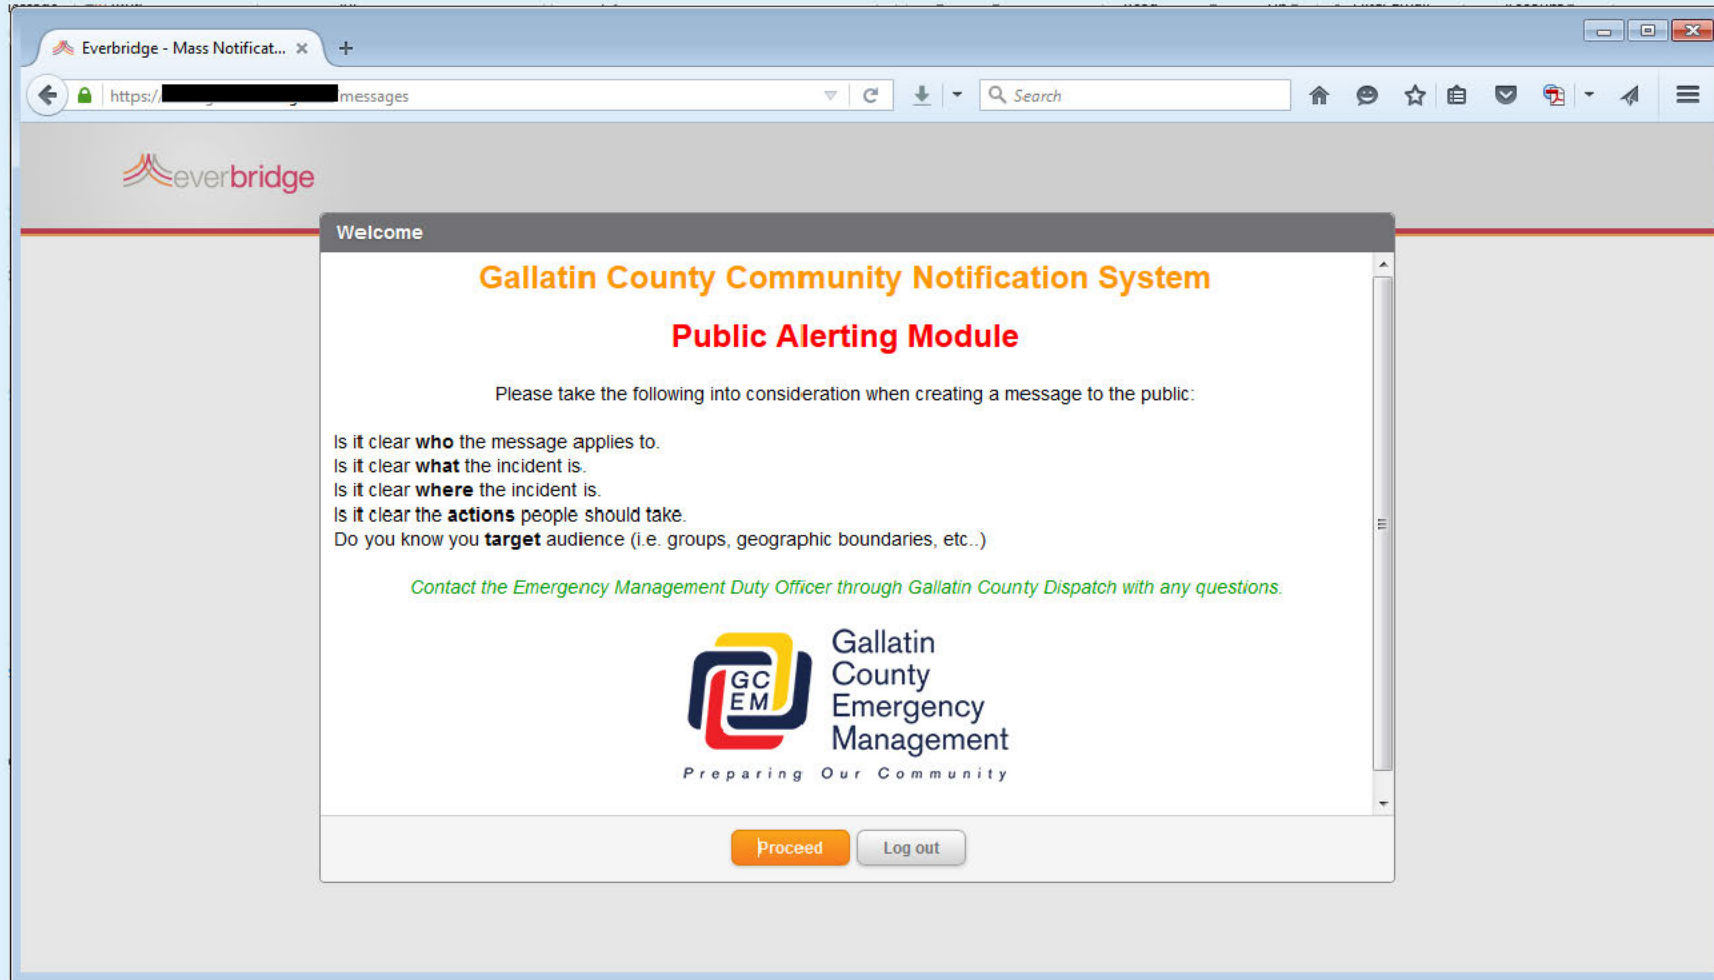 Everbridge - Mass Notificat...
https://
messages
Search
everbridge
Welcome
Gallatin County Community Notification System
Public Alerting Module
Please take the following into consideration when creating a message to the public:
Is it clear who the message applies to.
Is it clear what the incident is.
Is it clear where the incident is.
Is it clear the actions people should take.
Do you know you target audience (i.e. groups, geographic boundaries, etc..)
Contact the Emergency Management Duty Officer through Gallatin County Dispatch with any questions.
GC
EM
Gallatin
County
Emergency
Management
Preparing Our Community
Proceed
Log out